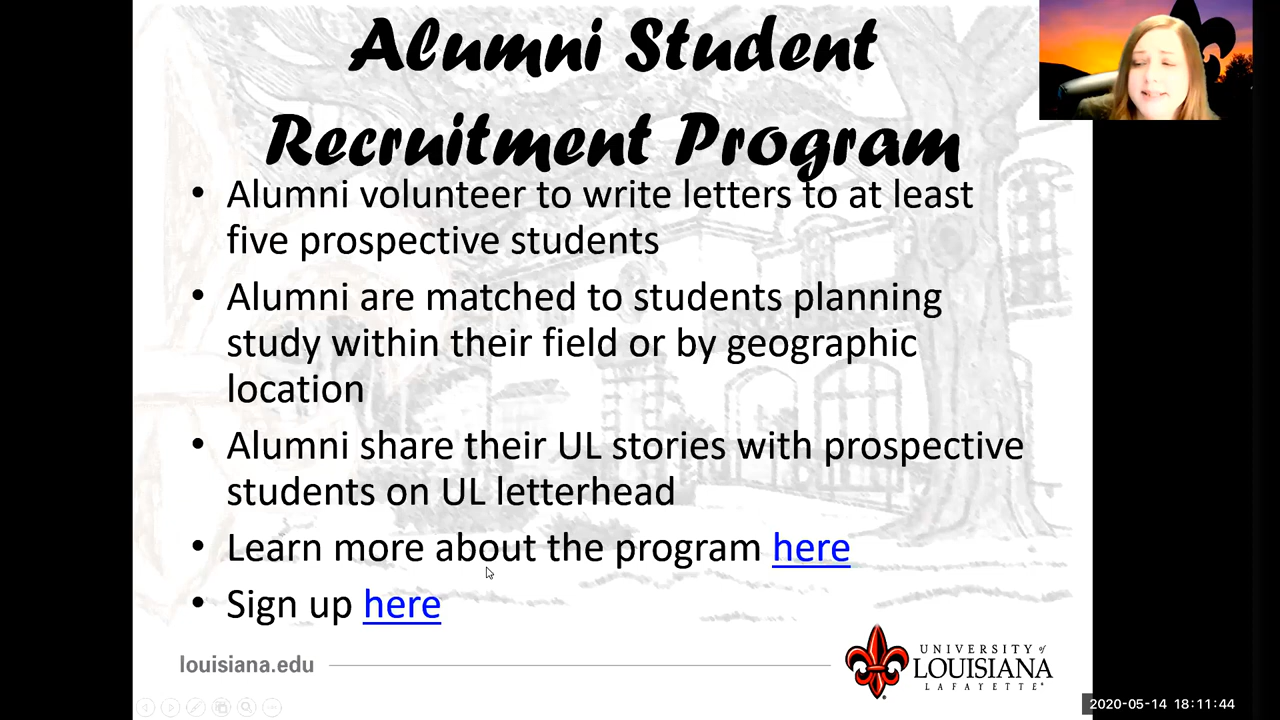 Alumni Student
Recruitment Program
• Alumni volunteer to write letters to at least
five prospective students
• Alumni are matched to students planning
study within their field or by geographic
location
• Alumni share their UL stories with prospective
students on UL letterhead
• Learn more about the program here
• Sign up here
louisiana.edu
UNIVERSITY of
LOUISIANA
LAFAYETTE
2020-05-14 18:11:44